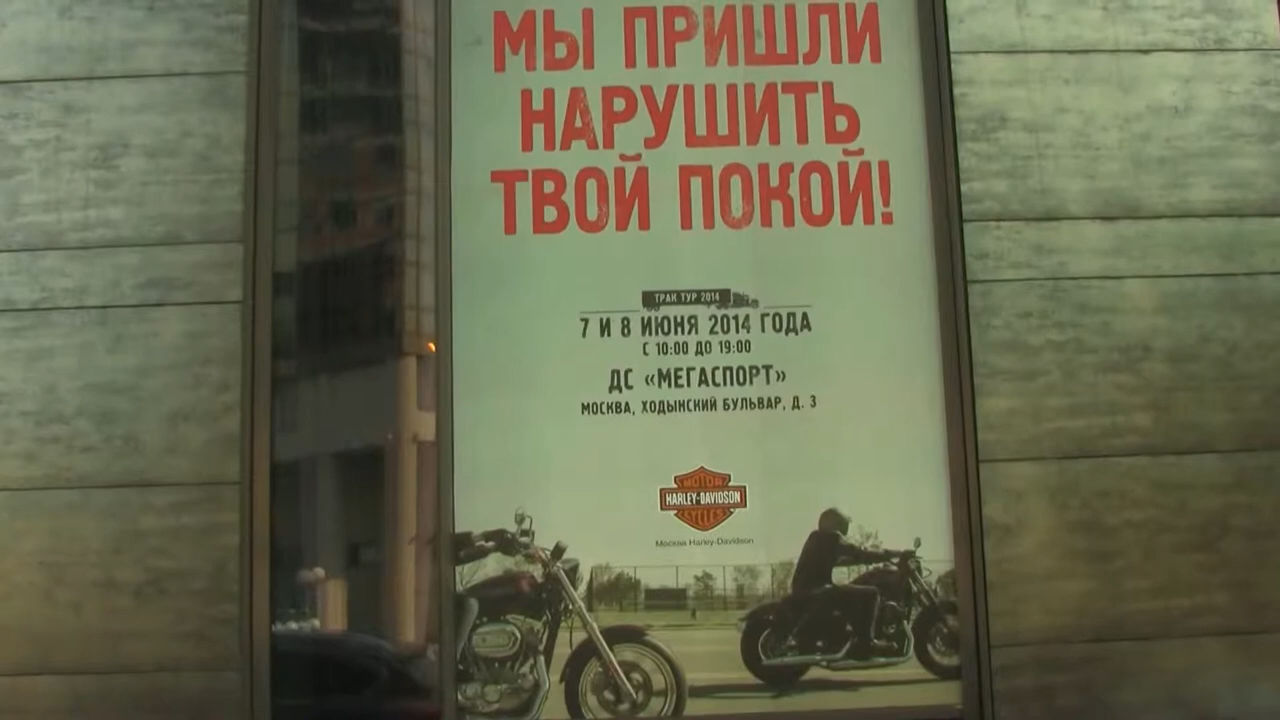 МЫ ПРИШЛИ
НАРУШИТЬ
ТВОЙ ПОКОЙ!
ТРАК ТУР 2014
7 И 8 ИЮНЯ 2014 ГОДА
С 10:00 ДО 19:00
ДС «МЕГАСПОРТ»
МОСКВА, ХОДЫНСКИЙ БУЛЬВАР, Д. 3
MOTOR
HARLEY-DAVIDSON
CYCLES
Москва Harley-Davidson